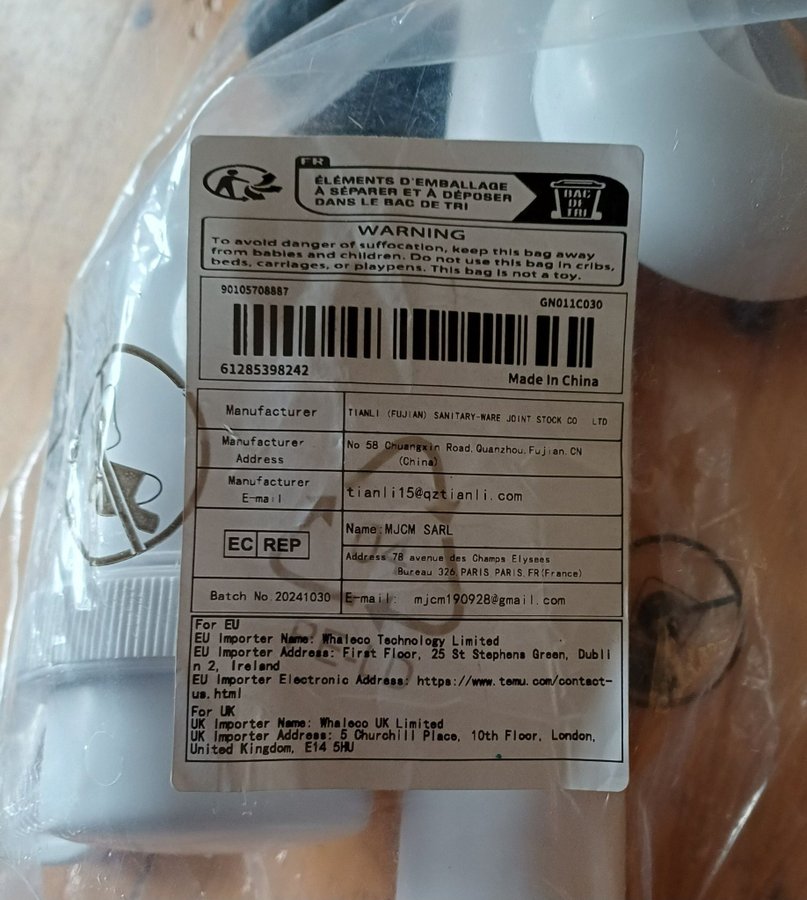 FR
ÉLÉMENTS D'EMBALLAGE
À SÉPARER ET À DÉPOSER
DANS LE BAC DE TRI
BAC
DE
TRI
WARNING
To avoid danger of suffocation, keep this bag away
from babies and children. Do not use this bag in cribs,
beds, carriages, or playpens. This bag is not a toy.
90105708887
GN011C030
61285398242
Made in China
Manufacturer
TIANLI (FUJIAN) SANITARY-WARE JOINT STOCK CO LTD
Manufacturer
Address
No 58 Chuangxin Road, Quanzhou, Fujian, CN
(China)
Manufacturer
E-mail
tianli15@qztianli.com
EC REP
Name:MJCM SARL
Address 78 avenue des Champs Elysees
Bureau 326, PARIS, PARIS, FR(France)
Batch No 20241030
E-mail: mjcm190928@gmail.com
For EU
EU Importer Name: Whaleco Technology Limited
EU Importer Address: First Floor, 25 St Stephens Green, Dubli
n 2, Ireland
EU Importer Electronic Address: https://www.temu.com/contact-
us.html
For UK
UK Importer Name: Whaleco UK Limited
UK Importer Address: 5 Churchill Place, 10th Floor, London,
United Kingdom, E14 5HU